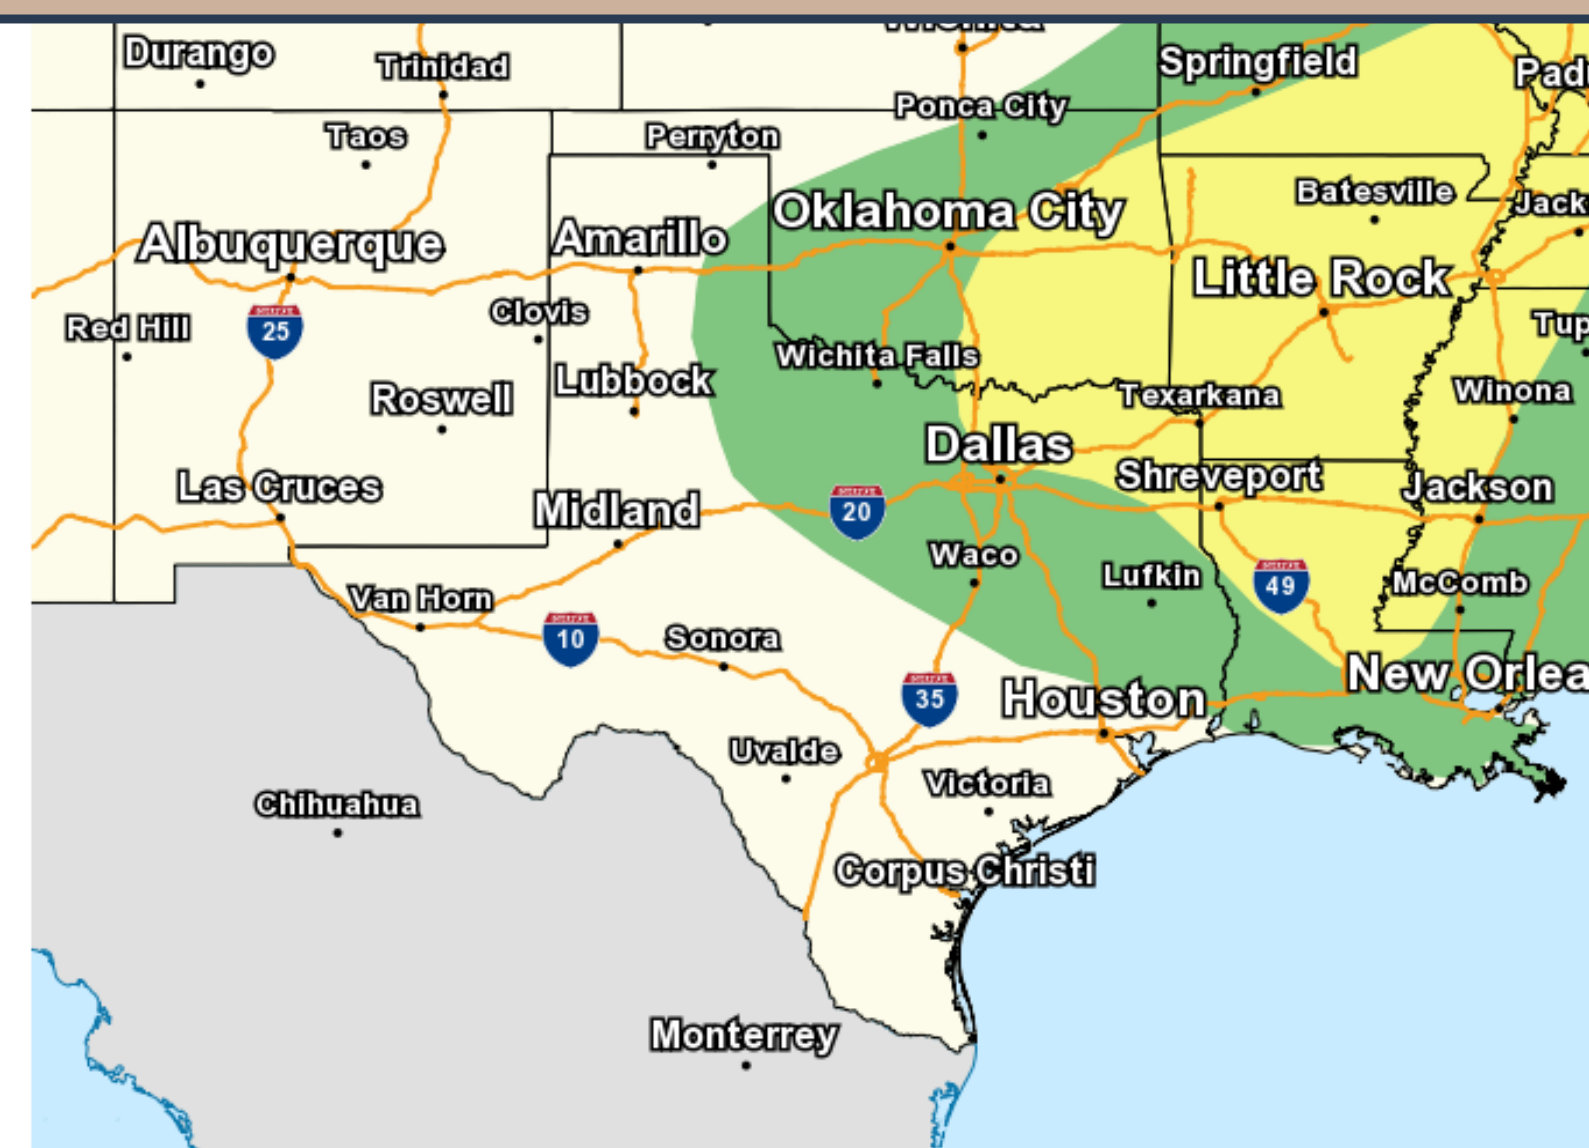 Durango
Trinidad
Springfield
Ponca City
Taos
Perryton
Batesville
Oklahoma City
Albuquerque
Amarillo
Little Rock
Clovis
25
Red Hill
Wichita Falls
Lubbock
Roswell
Texarkana
Winona
Dallas
Las Cruces
Shreveport
Jackson
Midland
20
Waco
Lufkin
49
McComb
Van Horn
10
Sonora
New Orlea
35
Houston
Uvalde
Victoria
Chihuahua
Corpus Christi
Monterrey